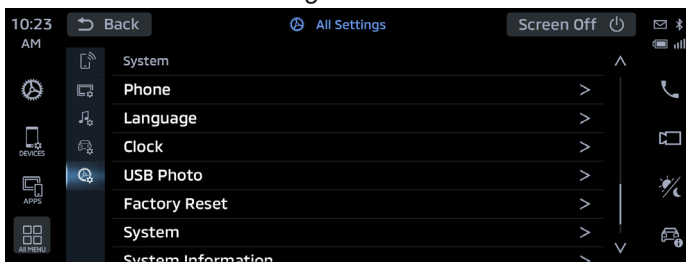 10:23
AM
Back
All Settings
Screen Off
System
Phone
Language
Clock
USB Photo
Factory Reset
System
System Information
DEVICES
APPS
All MENU